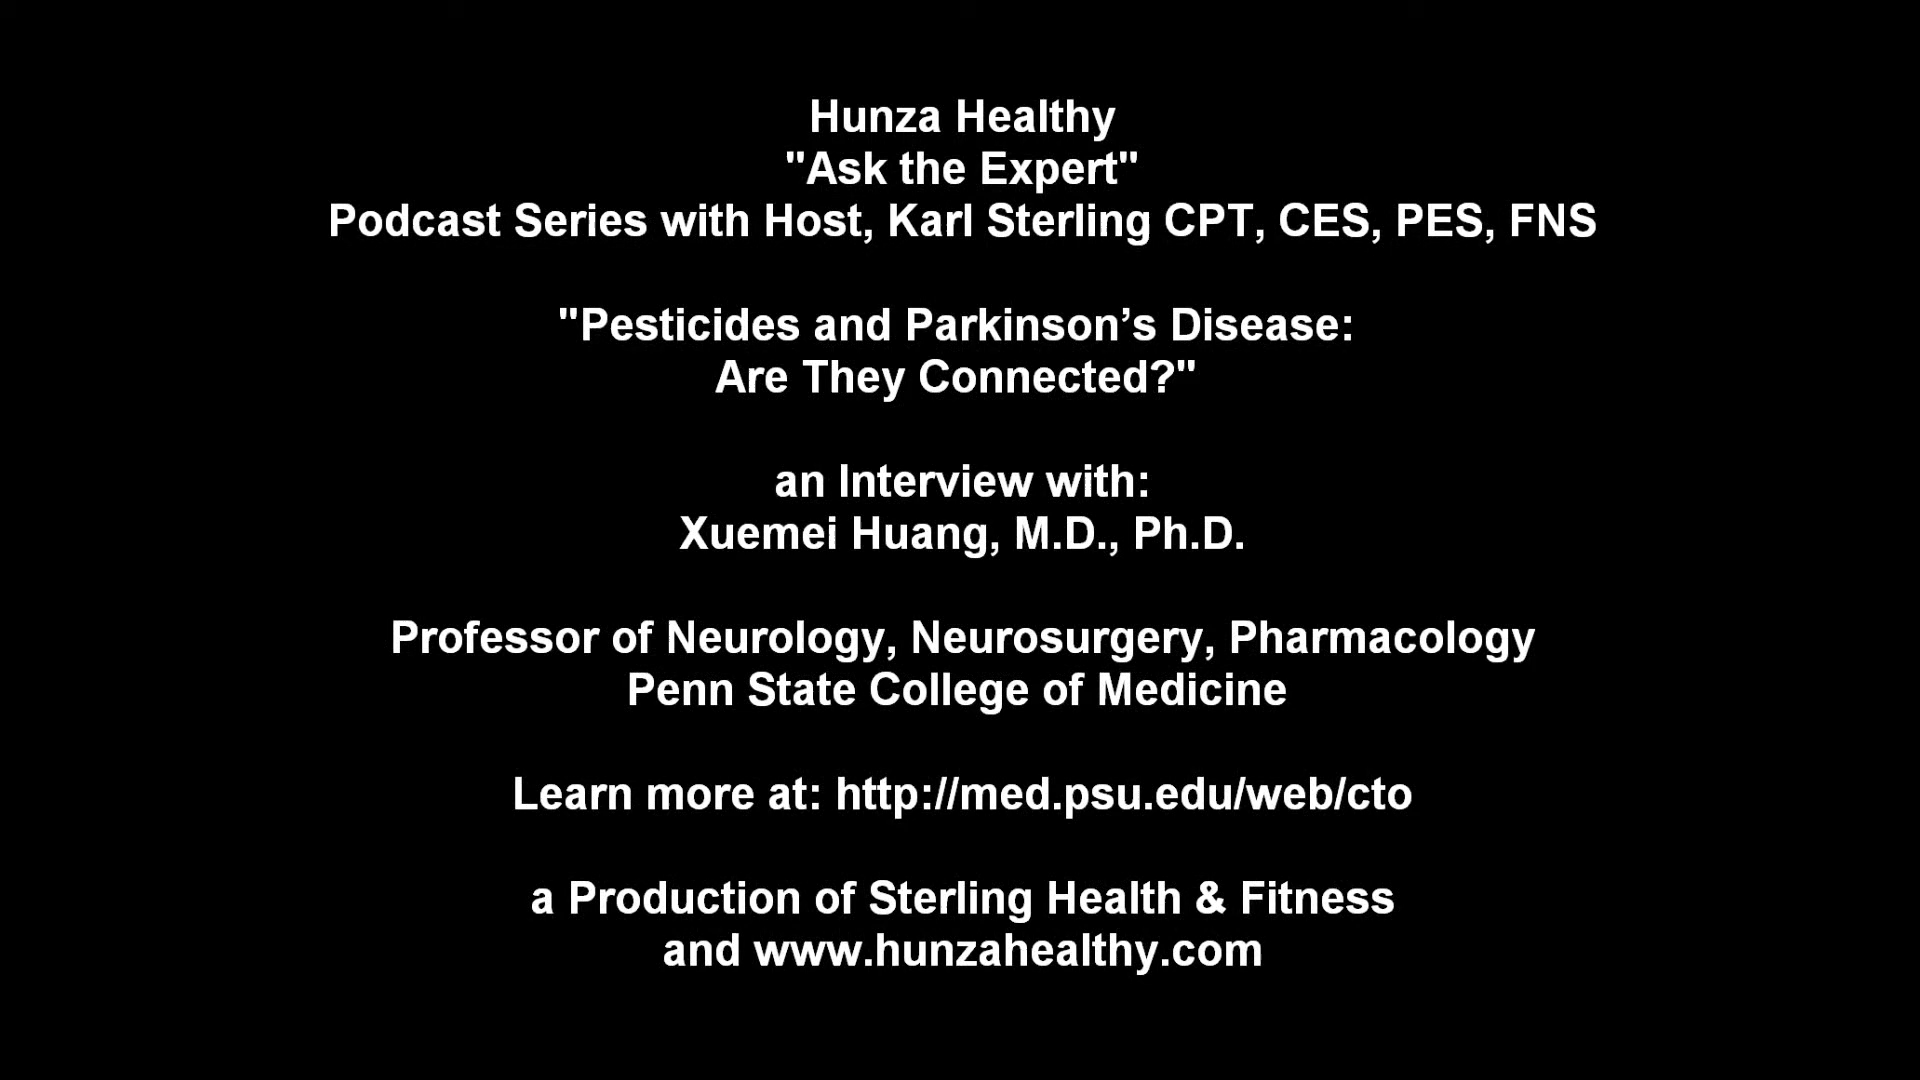 Hunza Healthy
"Ask the Expert"
Podcast Series with Host, Karl Sterling CPT, CES, PES, FNS
"Pesticides and Parkinson’s Disease:
Are They Connected?"
an Interview with:
Xuemei Huang, M.D., Ph.D.
Professor of Neurology, Neurosurgery, Pharmacology
Penn State College of Medicine
Learn more at: http://med.psu.edu/web/cto
a Production of Sterling Health & Fitness
and www.hunzahealthy.com